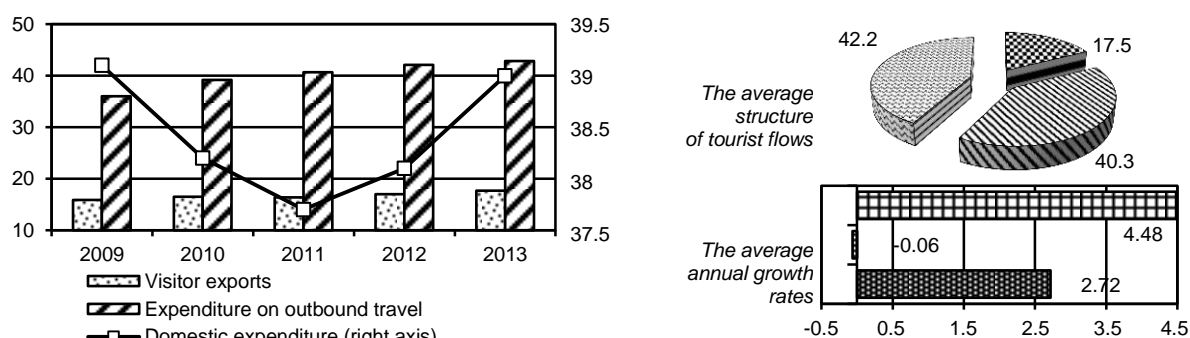 50
40
30
20
10
39.5
39
38.5
38
37.5
2009 2010 2011 2012 2013
Visitor exports
Expenditure on outbound travel
Domestic expenditure (right axis)
The average
structure
of tourist flows
42.2
17.5
40.3
The average
annual growth
rates
4.48
-0.06
2.72
-0.5 0.5 1.5 2.5 3.5 4.5